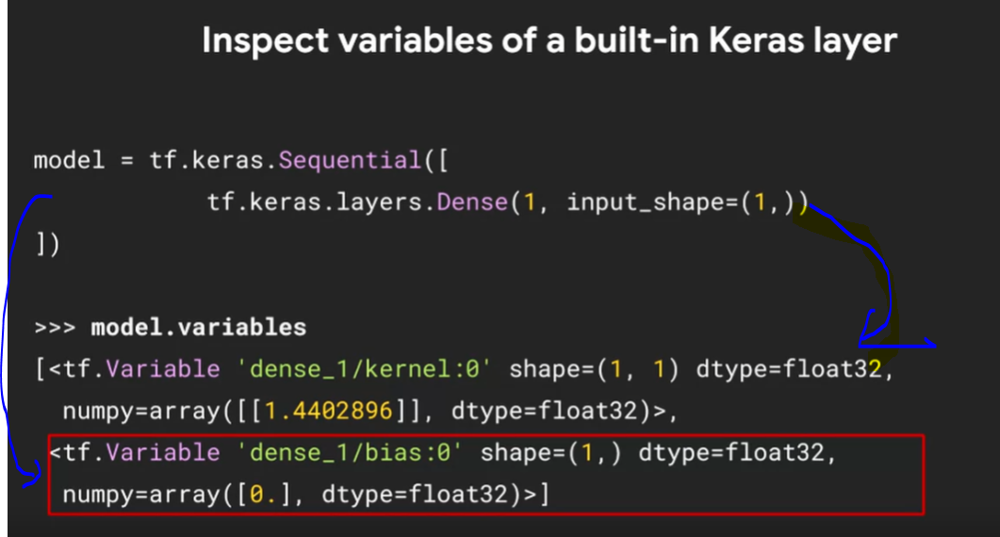 Inspect variables of a built-in Keras layer
model = tf.keras.Sequential([
tf.keras.layers.Dense(1, input_shape=(1,))
])
>>> model.variables
[<tf.Variable 'dense_1/kernel:0' shape=(1, 1) dtype=float32,
numpy=array([[1.4402896]], dtype=float32)>,
<tf.Variable 'dense_1/bias:0' shape=(1,) dtype=float32,
numpy=array([0.], dtype=float32)>]